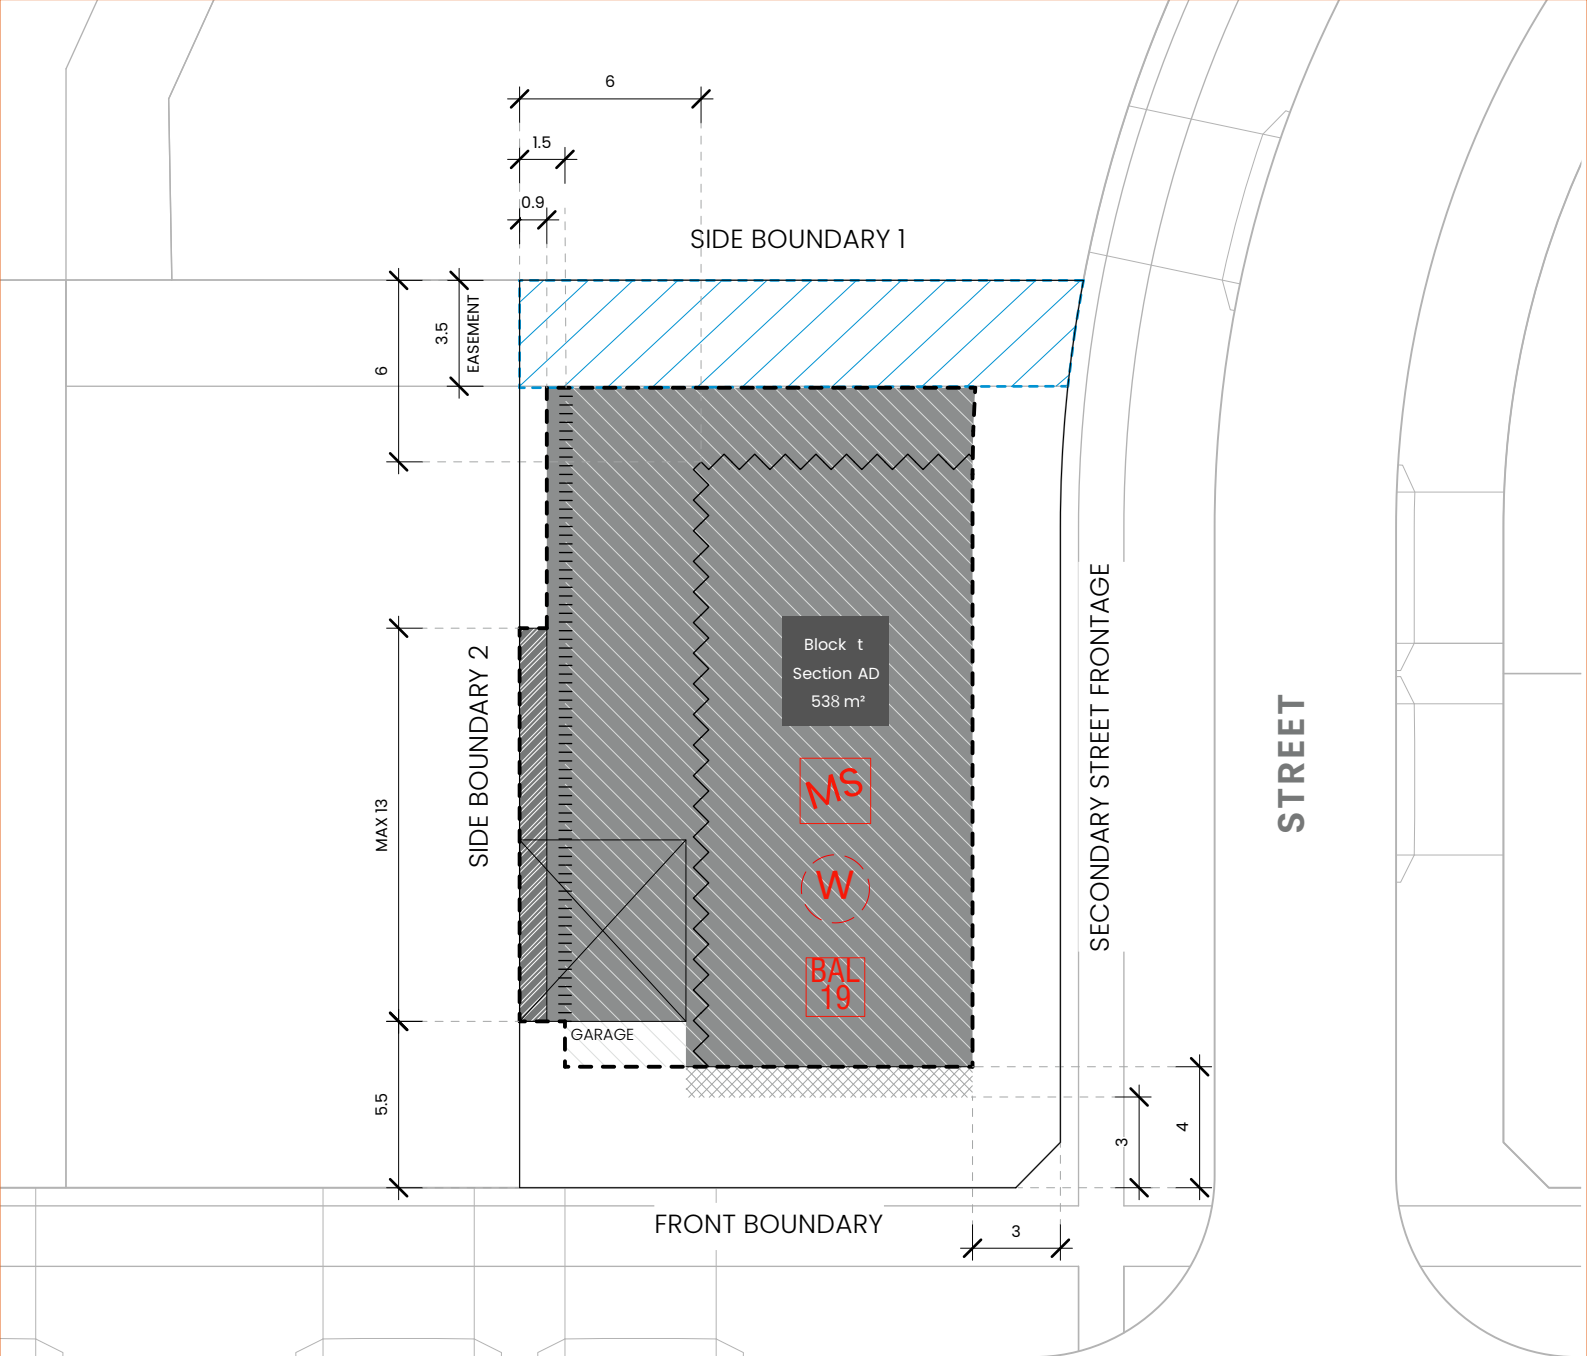 6
1.5
0.9
SIDE BOUNDARY 1
6
3.5
EASEMENT
Block t
Section AD
538 m²
SIDE BOUNDARY 2
MAX 13
MS
W
BAL
19
SECONDARY STREET FRONTAGE
STREET
GARAGE
5.5
3
4
FRONT BOUNDARY
3